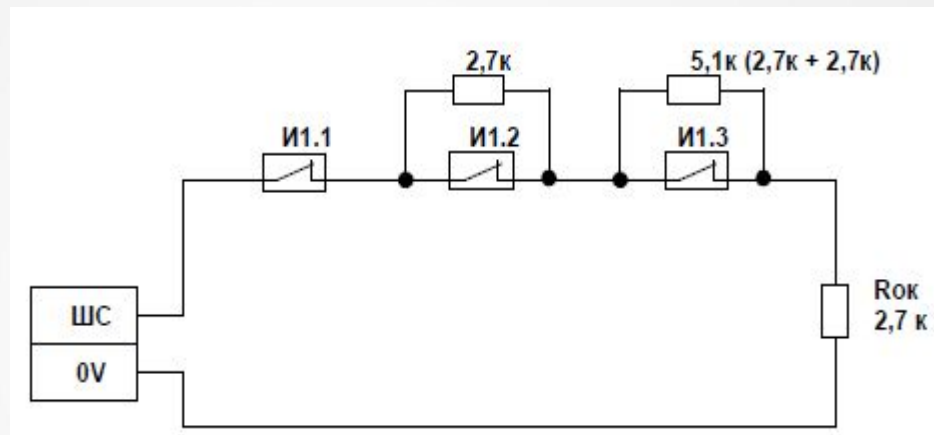 2,7к
5,1к (2,7к + 2,7к)
И1.1
И1.2
И1.3
ШС
0V
Rок
2,7 к